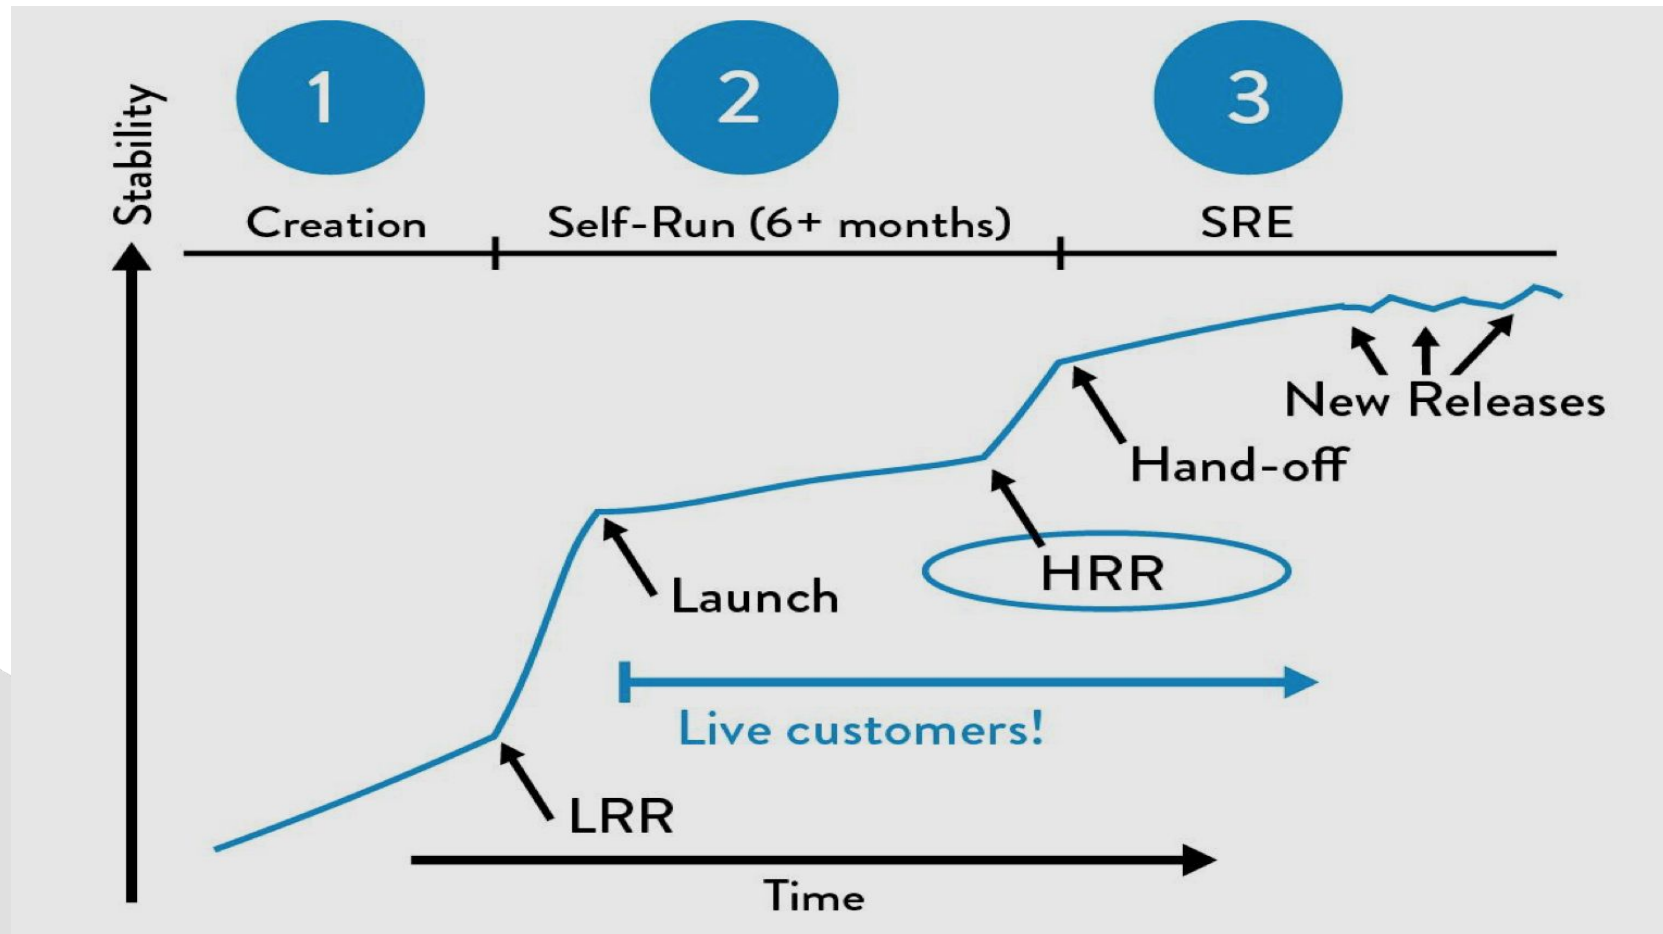 1
2
3
Stability
Creation
Self-Run (6+ months)
SRE
New Releases
Hand-off
HRR
Launch
Live customers!
LRR
Time